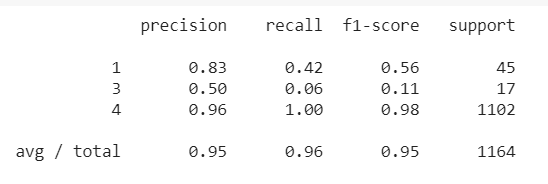 precision recall f1-score support
1 0.83 0.42 0.56 45
3 0.50 0.06 0.11 17
4 0.96 1.00 0.98 1102
avg / total 0.95 0.96 0.95 1164